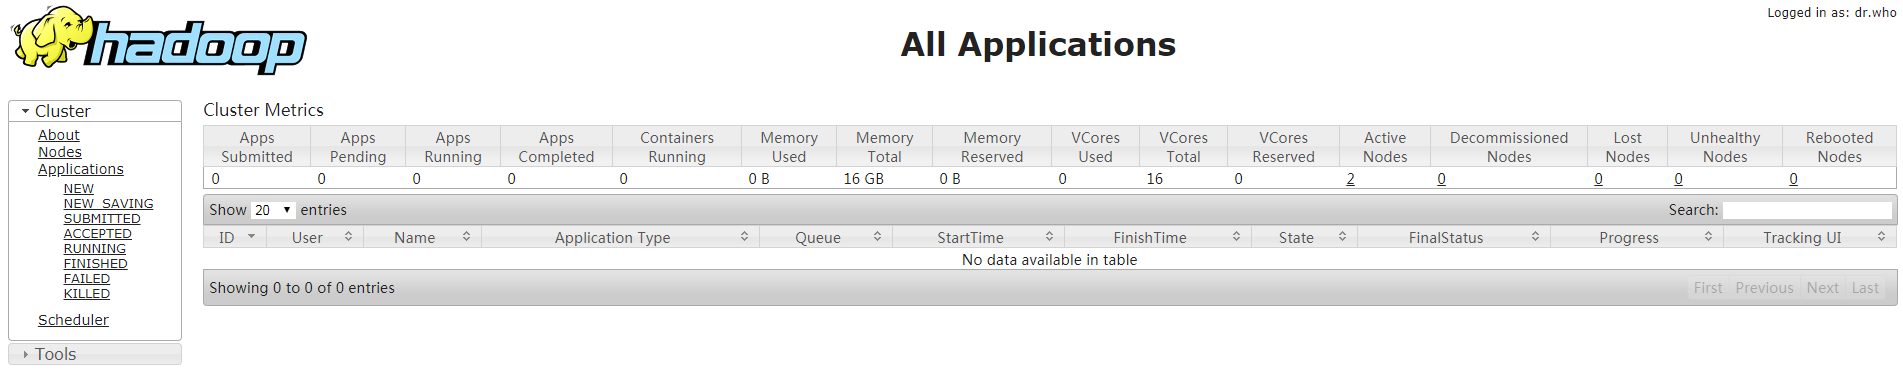 hadoop
Logged in as: dr.who
All Applications
Cluster
About
Nodes
Applications
NEW
NEW_SAVING
SUBMITTED
ACCEPTED
RUNNING
FINISHED
FAILED
KILLED
Scheduler
Tools
Cluster Metrics
Apps Submitted Apps Pending Apps Running Apps Completed Containers Running Memory Used Memory Total Memory Reserved VCores Used VCores Total VCores Reserved Active Nodes Decommissioned Nodes Lost Nodes Unhealthy Nodes Rebooted Nodes
0 0 0 0 0 0 B 16 GB 0 B 0 16 0 2 0 0 0 0
Show 20 entries Search:
ID User Name Application Type Queue StartTime FinishTime State FinalStatus Progress Tracking UI
No data available in table
Showing 0 to 0 of 0 entries First Previous Next Last